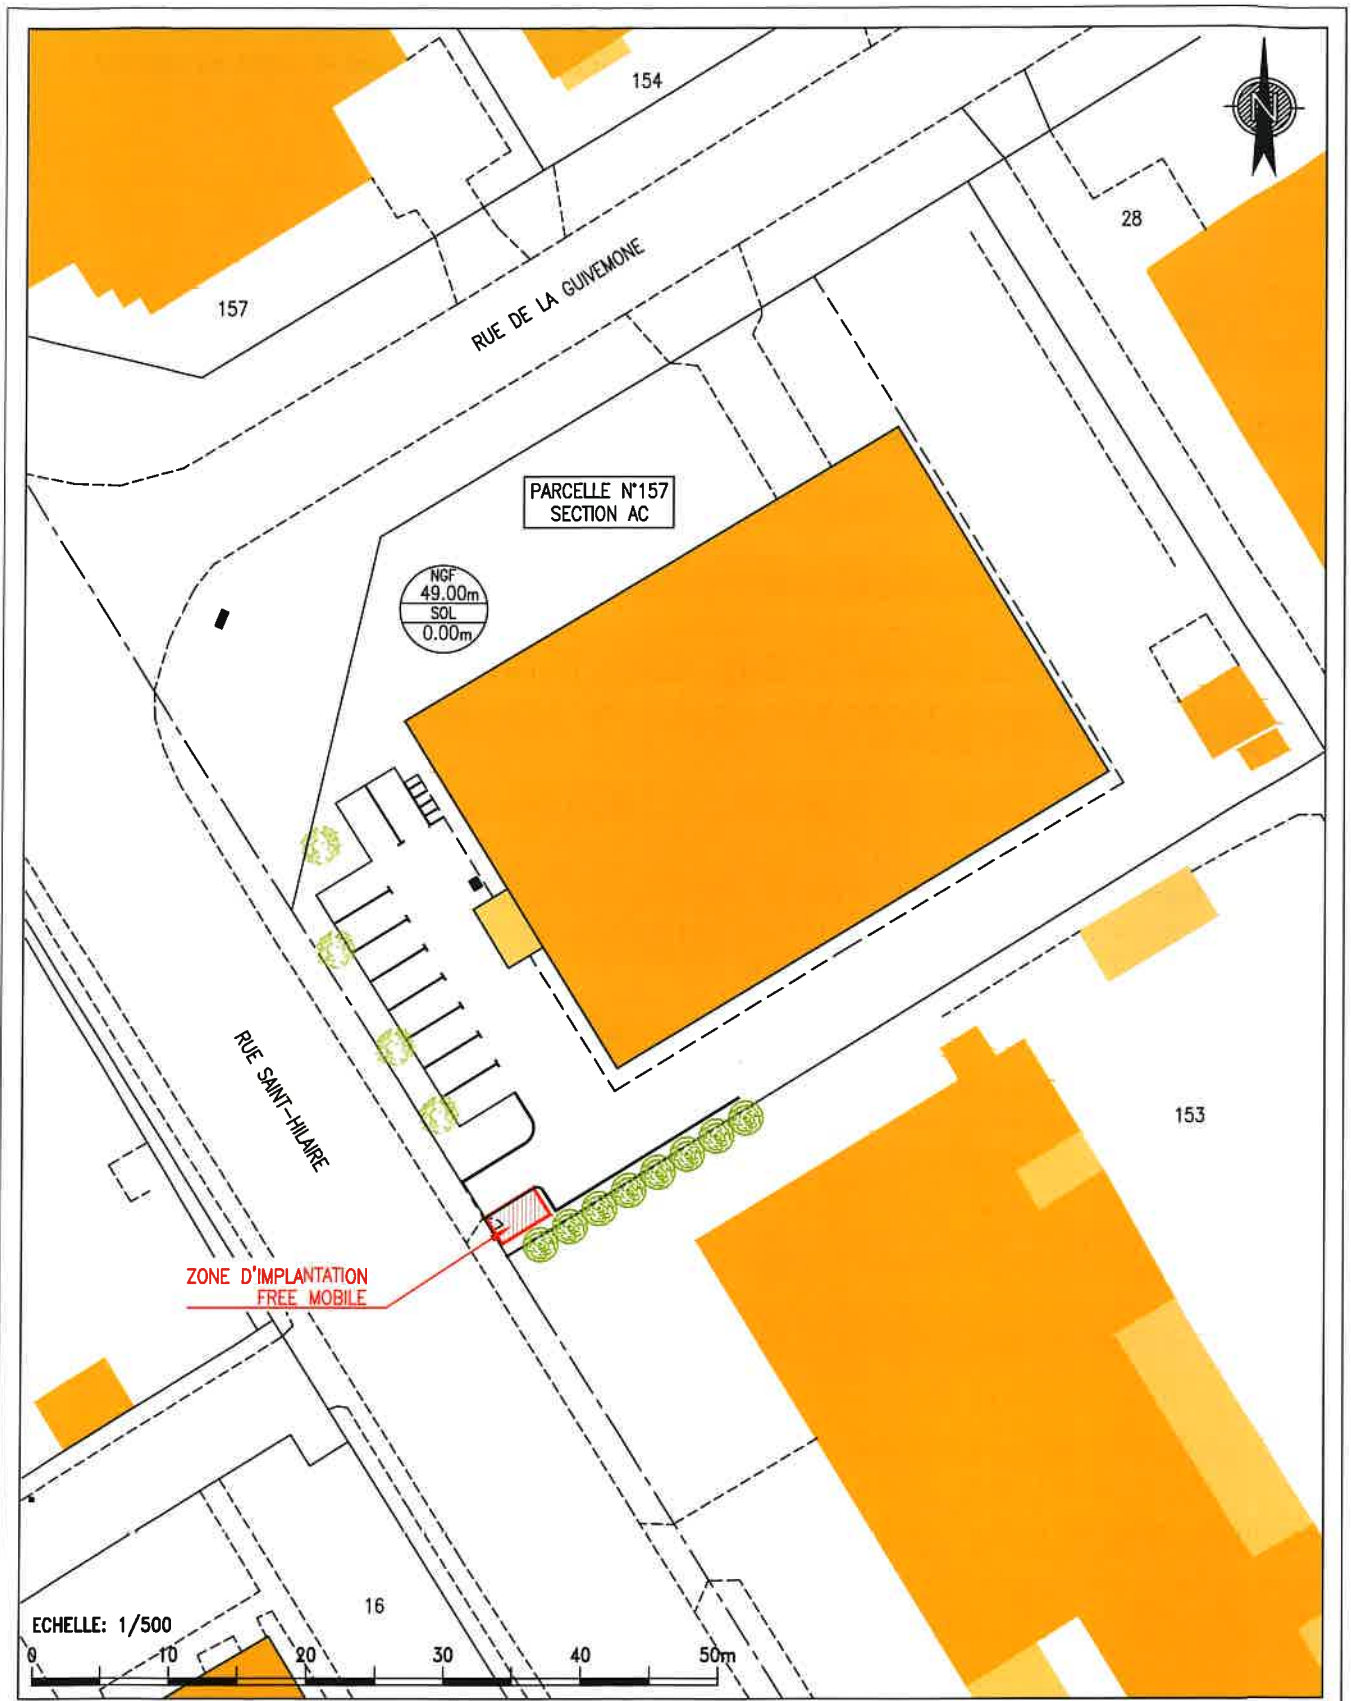 154
N
28
157
RUE DE LA GUIVEMONE
PARCELLE N°157
SECTION AC
NGF
49.00m
SOL
0.00m
RUE SAINT-HILAIRE
153
ZONE D'IMPLANTATION
FREE MOBILE
16
ECHELLE: 1/500
0 10 20 30 40 50m